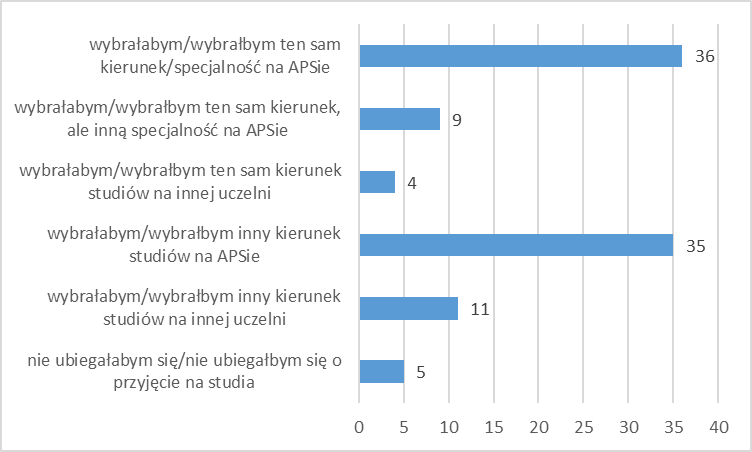 wybrałabym/wybrałbym ten sam
kierunek/specjalność na APSie
36
wybrałabym/wybrałbym ten sam kierunek,
ale inną specjalność na APSie
9
wybrałabym/wybrałbym ten sam kierunek
studiów na innej uczelni
4
wybrałabym/wybrałbym inny kierunek
studiów na APSie
35
wybrałabym/wybrałbym inny kierunek
studiów na innej uczelni
11
nie ubiegałabym się/nie ubiegałbym się o
przyjęcie na studia
5
0 5 10 15 20 25 30 35 40